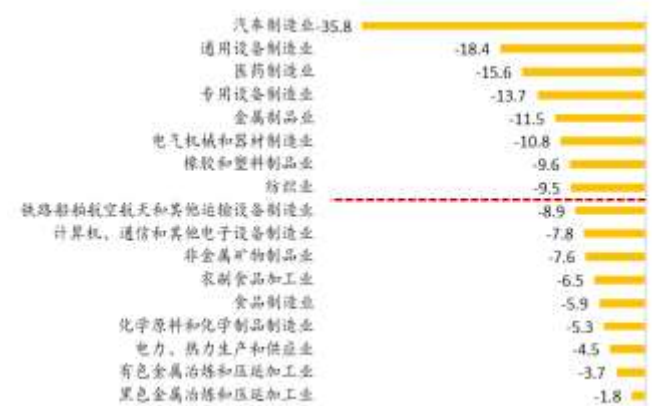 汽车制造业 -35.8
通用设备制造业 -18.4
医药制造业 -15.6
专用设备制造业 -13.7
金属制品业 -11.5
电气机械和器材制造业 -10.8
橡胶和塑料制品业 -9.6
纺织业 -9.5
铁路船舶航空航天和其他运输设备制造业 -8.9
计算机、通信和其他电子设备制造业 -7.8
非金属矿物制品业 -7.6
农副食品加工业 -6.5
食品制造业 -5.9
化学原料和化学制品制造业 -5.3
电力、热力生产和供应业 -4.5
有色金属冶炼和压延加工业 -3.7
黑色金属冶炼和压延加工业 -1.8